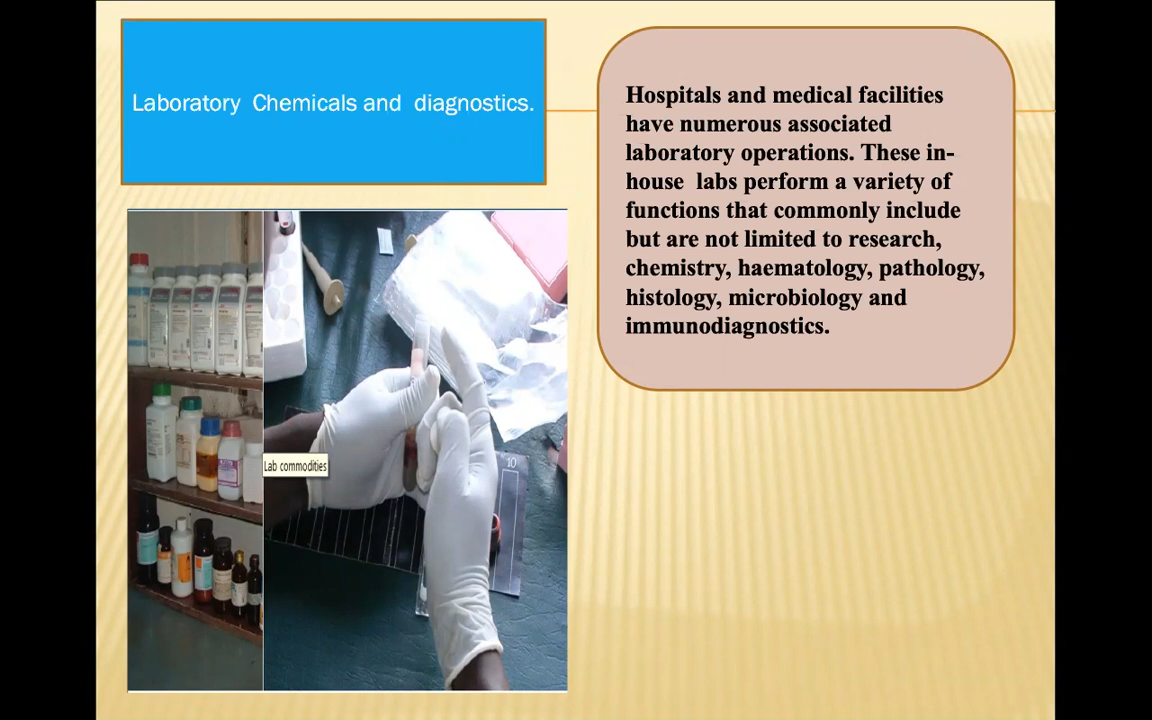 Laboratory  Chemicals and  diagnostics.
Hospitals and medical facilities
have numerous associated
laboratory operations. These in-
house  labs perform a variety of
functions that commonly include
but are not limited to research,
chemistry, haematology, pathology,
histology, microbiology and
immunodiagnostics.
Lab commodities
10